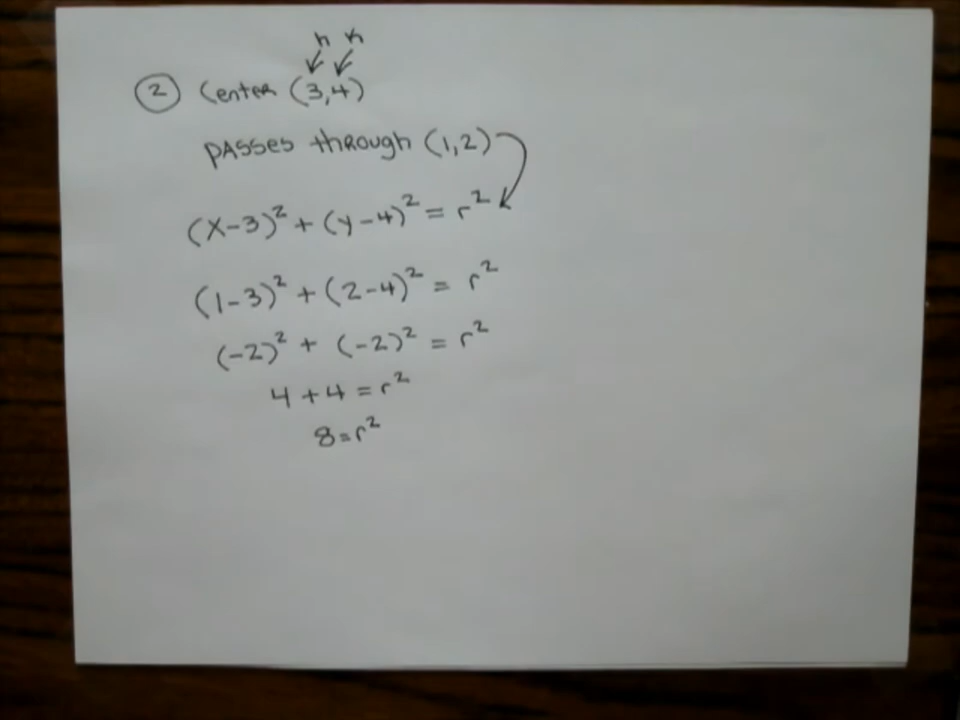 h k
② Center (3,4)
passes through (1,2)
(x-3)² + (y-4)² = r²
(1-3)² + (2-4)² = r²
(-2)² + (-2)² = r²
4 + 4 = r²
8 = r²